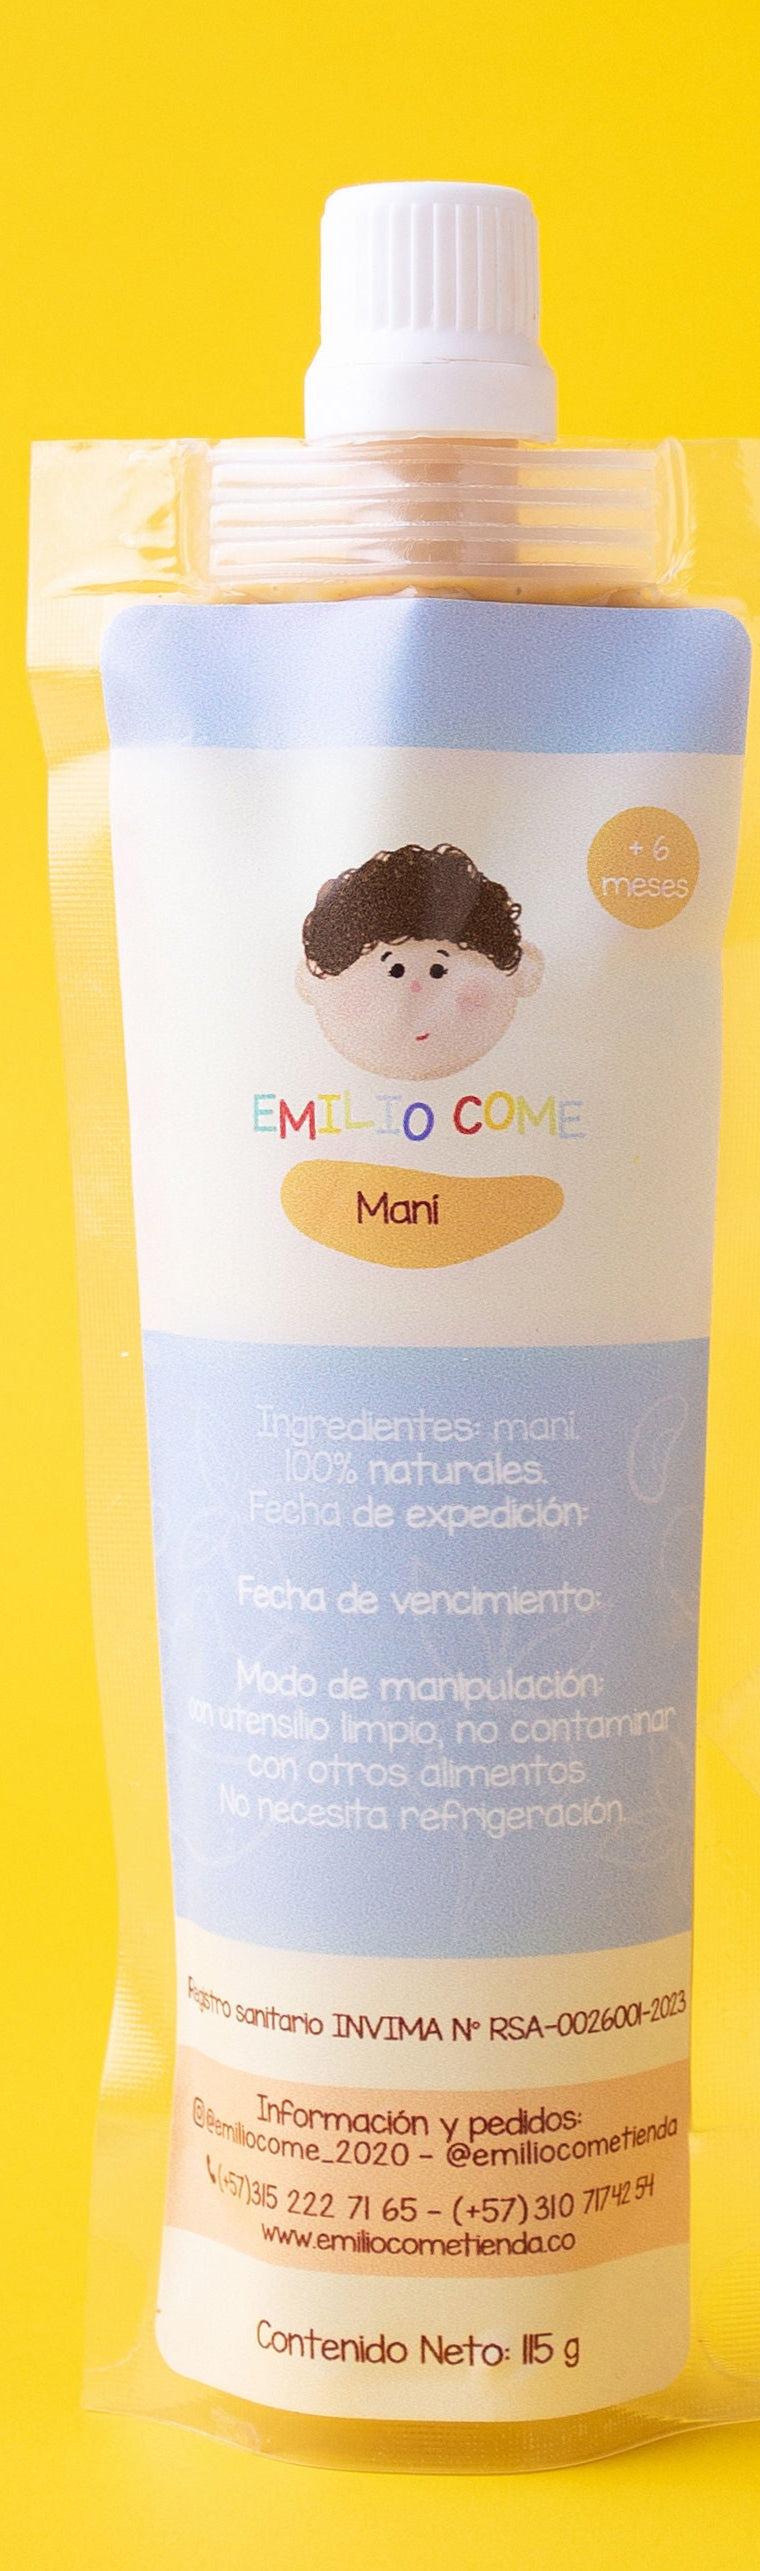 + 6
meses
EMILIO COME
Maní
Ingredientes: maní.
100% naturales.
Fecha de expedición:
Fecha de vencimiento:
Modo de manipulación:
con utensilio limpio, no contaminar
con otros alimentos.
No necesita refrigeración.
Registro sanitario INVIMA N° RSA-0026001-2023
Información y pedidos:
@emiliocome_2020 - @emiliocometienda
(+57)315 222 71 65 - (+57) 310 7174254
www.emiliocometienda.co
Contenido Neto: 115 g